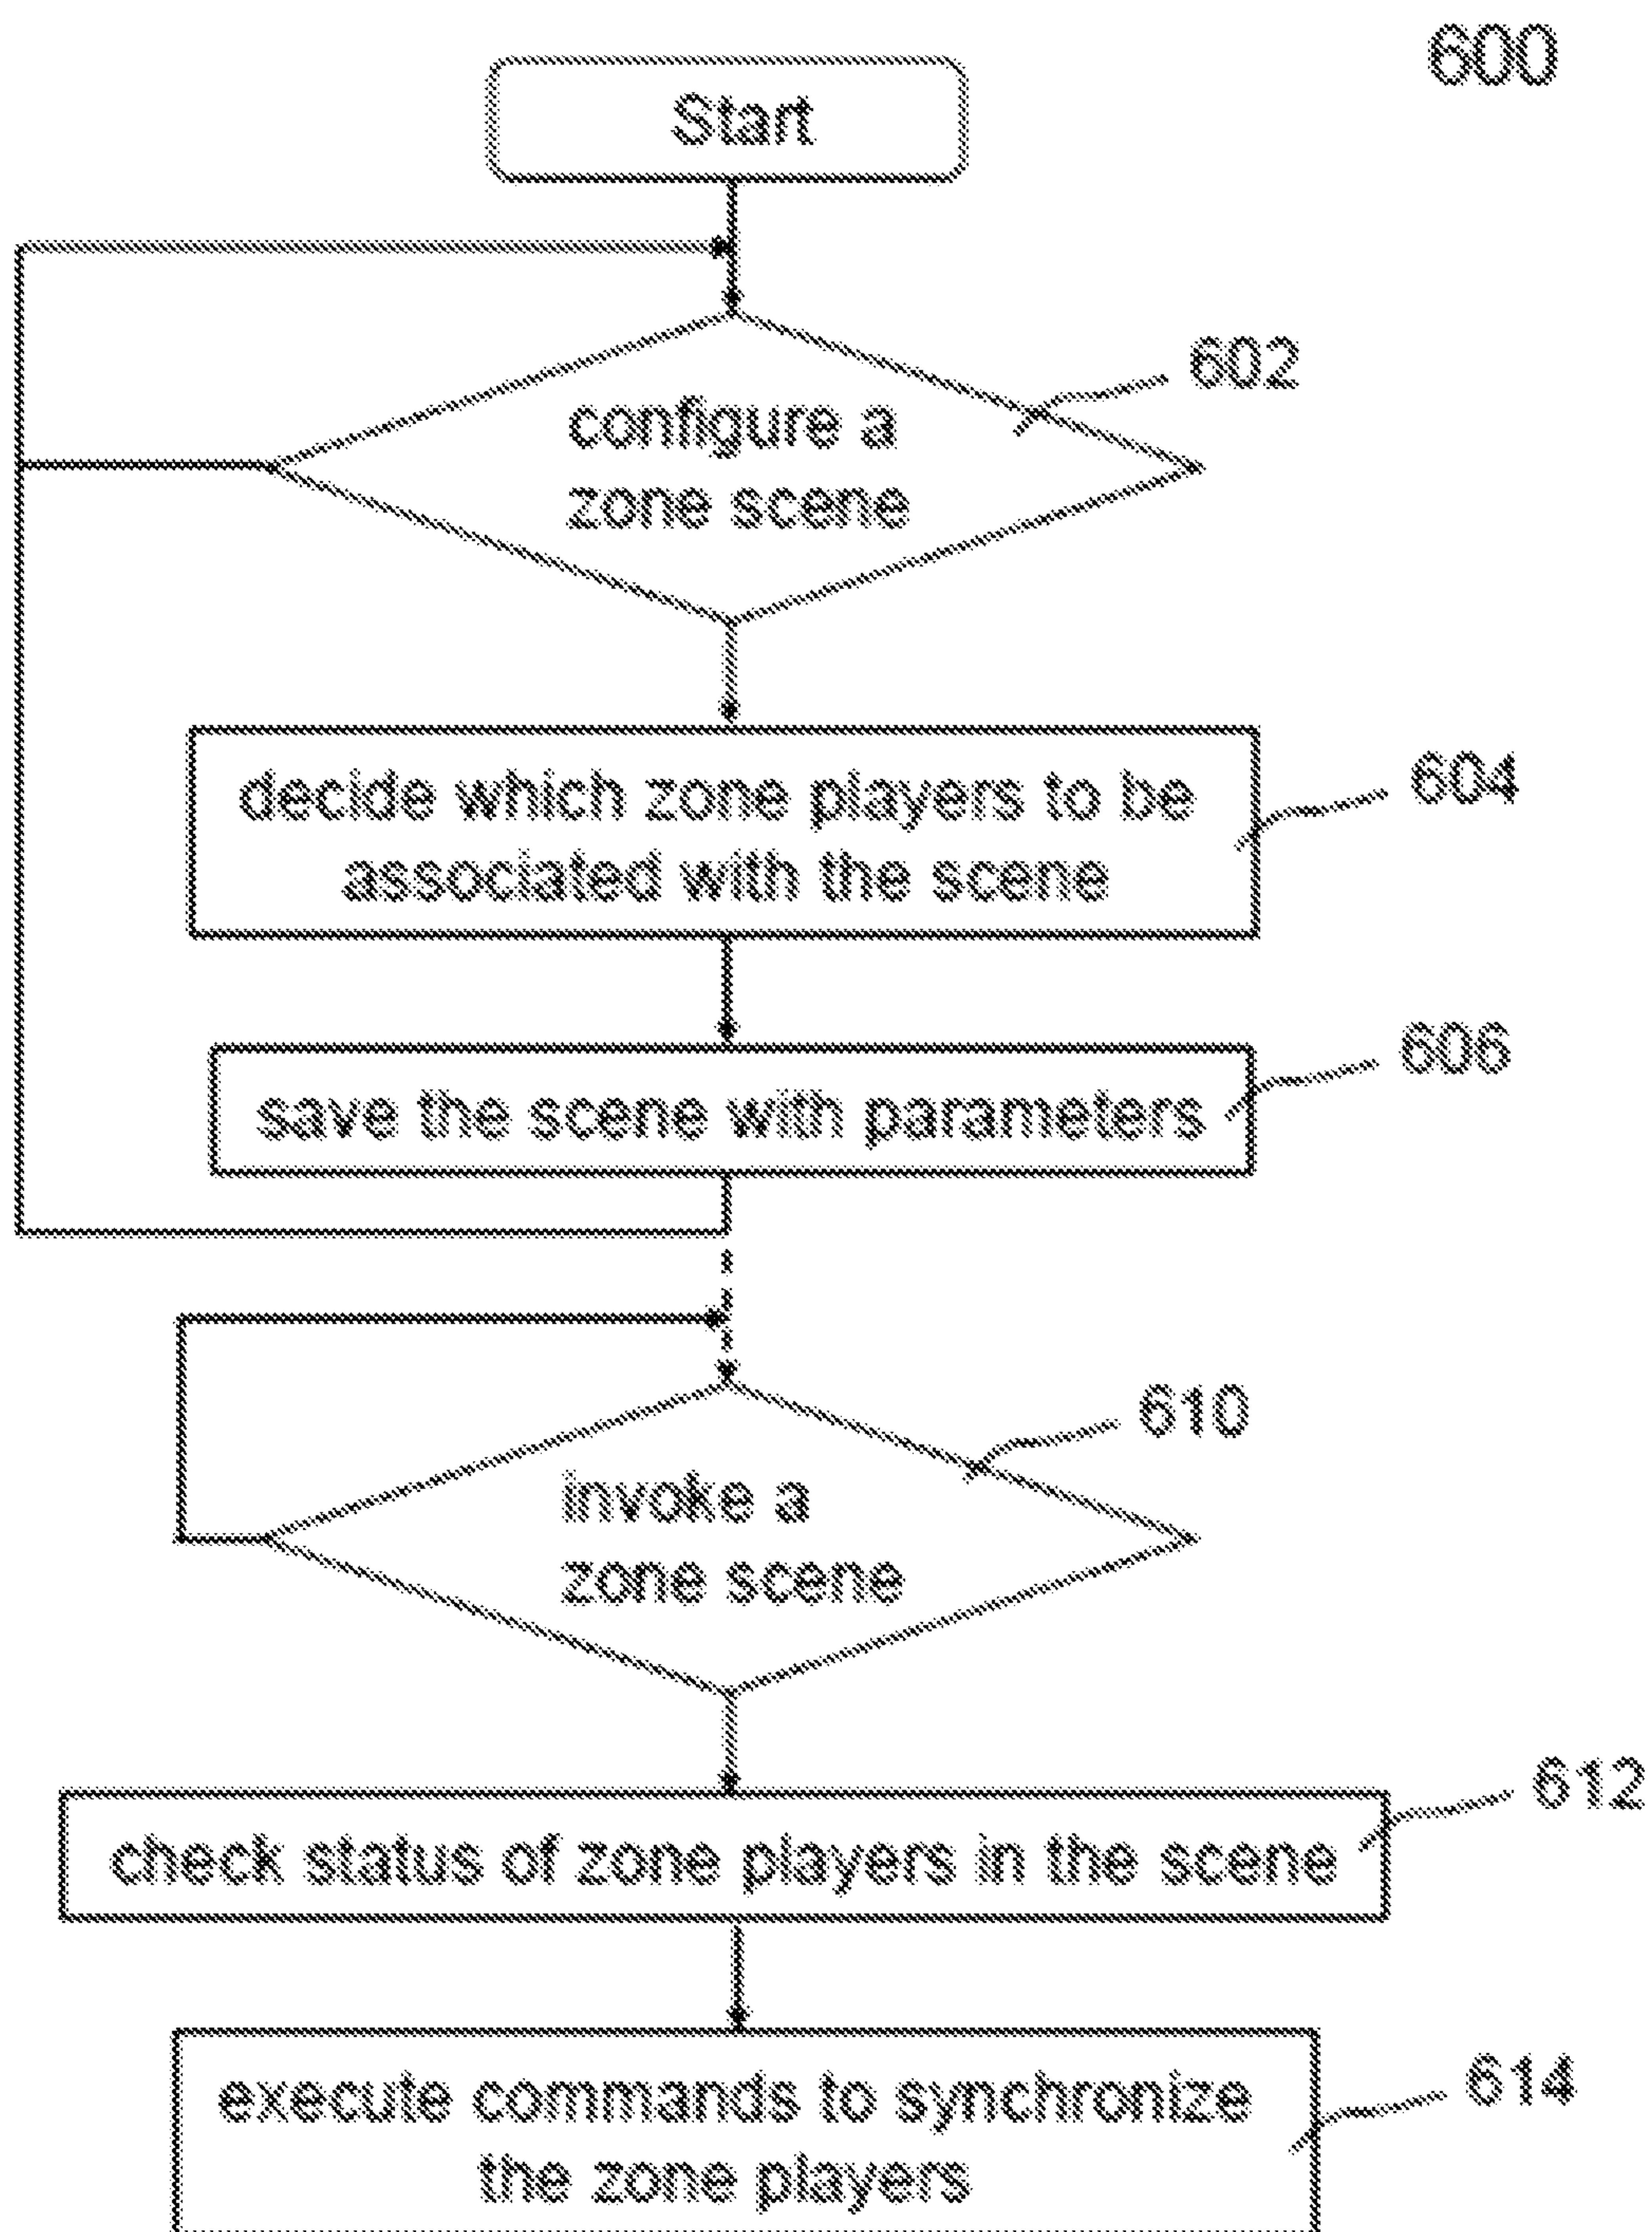 600
Start
602
configure a
zone scene
604
decide which zone players to be
associated with the scene
606
save the scene with parameters
610
invoke a
zone scene
612
check status of zone players in the scene
614
execute commands to synchronize
the zone players